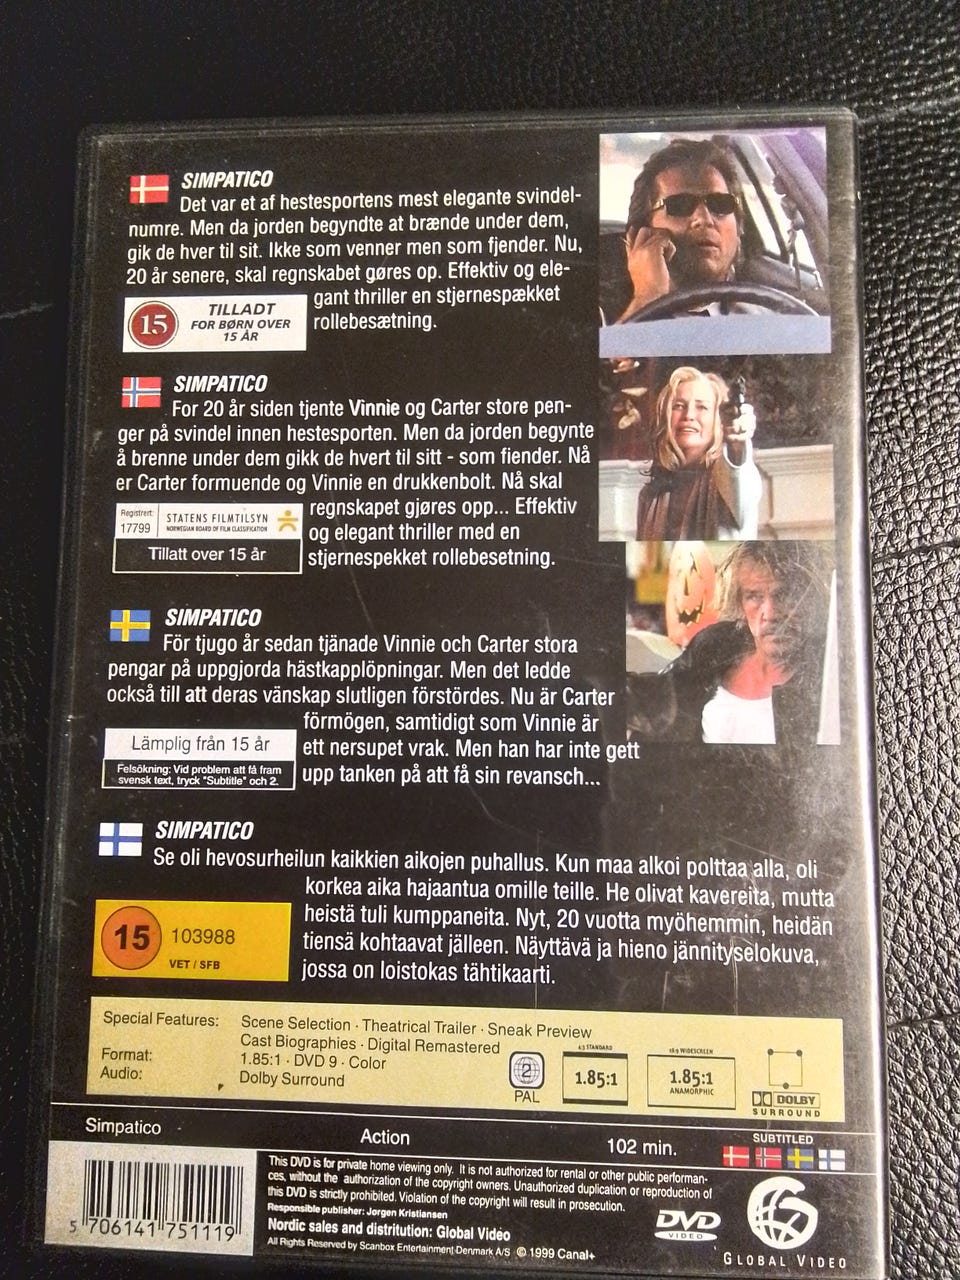 SIMPATICO
Det var et af hestesportens mest elegante svindel-
numre. Men da jorden begyndte at brænde under dem,
gik de hver til sit. Ikke som venner men som fjender. Nu,
20 år senere, skal regnskabet gøres op. Effektiv og ele-
gant thriller en stjernespækket
rollebesætning.
15
TILLADT
FOR BØRN OVER
15 ÅR
SIMPATICO
For 20 år siden tjente Vinnie og Carter store pen-
ger på svindel innen hestesporten. Men da jorden begynte
å brenne under dem gikk de hvert til sitt - som fiender. Nå
er Carter formuende og Vinnie en drukkenbolt. Nå skal
regnskapet gjøres opp... Effektiv
og elegant thriller med en
stjernespekket rollebesetning.
Registrert:
17799
STATENS FILMTILSYN
NORWEGIAN BOARD OF FILM CLASSIFICATION
Tillatt over 15 år
SIMPATICO
För tjugo år sedan tjänade Vinnie och Carter stora
pengar på uppgjorda hästkapplöpningar. Men det ledde
också till att deras vänskap slutligen förstördes. Nu är Carter
förmögen, samtidigt som Vinnie är
ett nersupet vrak. Men han har inte gett
upp tanken på att få sin revansch...
Lämplig från 15 år
Felsökning: Vid problem att få fram
svensk text, tryck "Subtitle" och 2.
SIMPATICO
Se oli hevosurheilun kaikkien aikojen puhallus. Kun maa alkoi polttaa alla, oli
korkea aika hajaantua omille teille. He olivat kavereita, mutta
heistä tuli kumppaneita. Nyt, 20 vuotta myöhemmin, heidän
tiensä kohtaavat jälleen. Näyttävä ja hieno jännityselokuva,
jossa on loistokas tähtikaarti.
15 103988
VET / SFB
Special Features: Scene Selection · Theatrical Trailer · Sneak Preview
Cast Biographies · Digital Remastered
Format: 1.85:1 · DVD 9 · Color
Audio: Dolby Surround
2
PAL
4:3 STANDARD
1.85:1
16:9 WIDESCREEN
1.85:1
ANAMORPHIC
DOLBY
SURROUND
Simpatico
Action
102 min.
SUBTITLED
This DVD is for private home viewing only. It is not authorized for rental or other public performan-
ces, without the authorization of the copyright owners. Unauthorized duplication or reproduction of
this DVD is strictly prohibited. Violation of the copyright will result in prosecution.
Responsible publisher: Jørgen Kristiansen
Nordic sales and distrition: Global Video
All Rights Reserved by Scanbox Entertainment Denmark A/S © 1999 Canal+
5 706141 751119
DVD
VIDEO
GLOBAL VIDEO